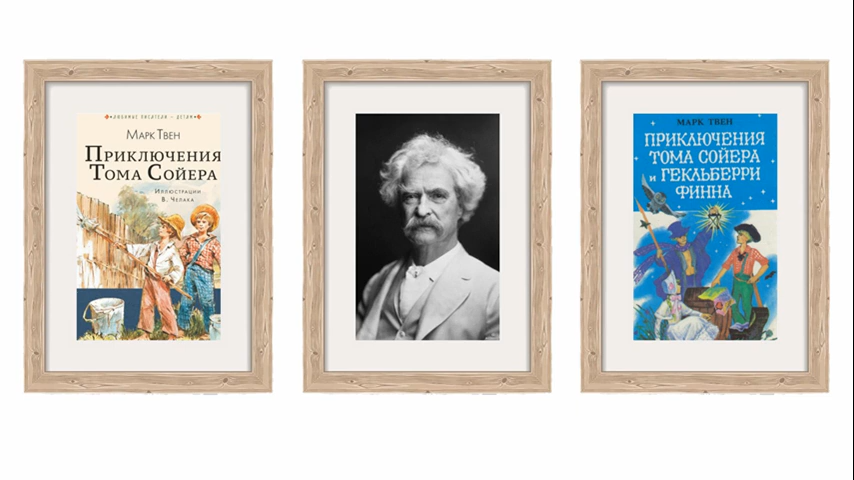 ЛЮБИМЫЕ ПИСАТЕЛИ – ДЕТЯМ
МАРК ТВЕН
ПРИКЛЮЧЕНИЯ
ТОМА СОЙЕРА
ИЛЛЮСТРАЦИИ
В. ЧЕЛАКА
МАРК ТВЕН
ПРИКЛЮЧЕНИЯ
ТОМА СОЙЕРА
И ГЕКЛЬБЕРРИ
ФИННА